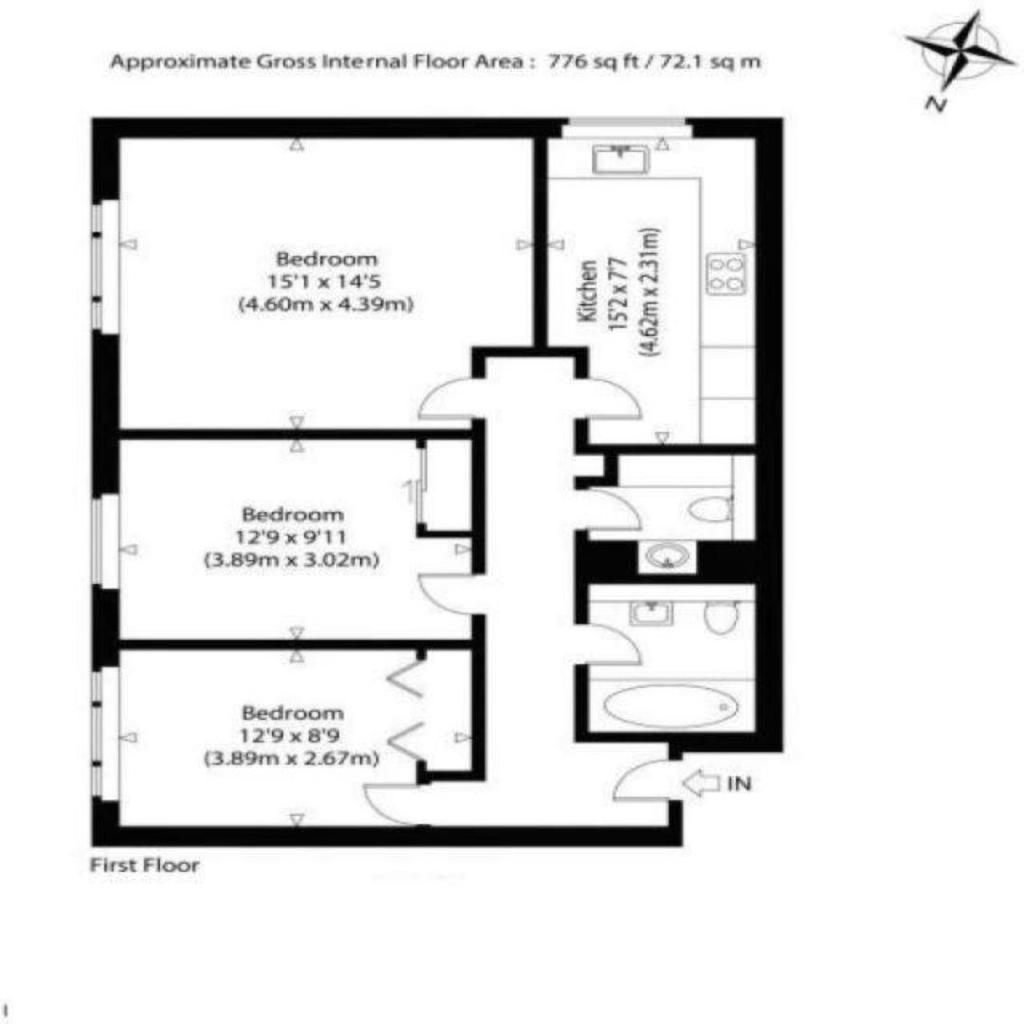 Approximate Gross Internal Floor Area : 776 sq ft / 72.1 sq m
N
Bedroom
15'1 x 14'5
(4.60m x 4.39m)
Kitchen
15'2 x 7'7
(4.62m x 2.31m)
Bedroom
12'9 x 9'11
(3.89m x 3.02m)
Bedroom
12'9 x 8'9
(3.89m x 2.67m)
IN
First Floor